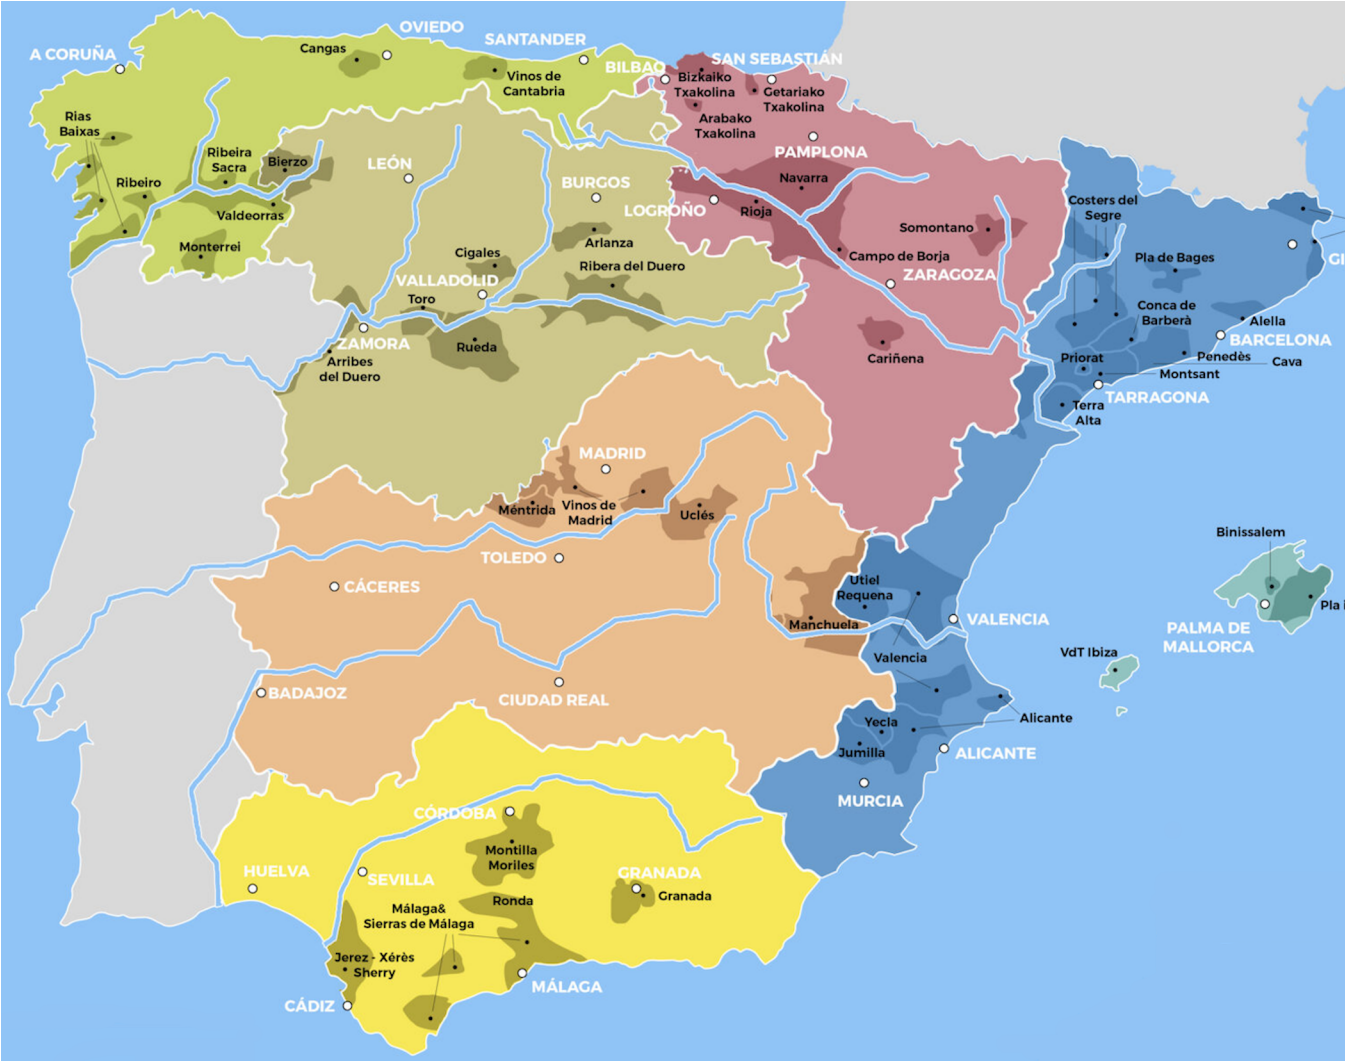 OVIEDO
SANTANDER
A CORUÑA
Cangas
Vinos de
Cantabria
BILBAO
SAN SEBASTIÁN
Bizkaiko
Txakolina
Getariako
Txakolina
Arabako
Txakolina
PAMPLONA
Rias
Baixas
Ribeira
Sacra
Bierzo
LEÓN
Ribeiro
Valdeorras
Monterrei
BURGOS
LOGROÑO
Navarra
Rioja
Somontano
Campo de Borja
ZARAGOZA
Costers del
Segre
Pla de Bages
GI
Arlanza
Cigales
Ribera del Duero
VALLADOLID
Toro
ZAMORA
Rueda
Arribes
del Duero
Cariñena
Conca de
Barberà
Alella
BARCELONA
Priorat
Penedès
Cava
Montsant
TARRAGONA
Terra
Alta
MADRID
Méntrida
Vinos de
Madrid
Uclés
TOLEDO
CÁCERES
Utiel
Requena
Manchuela
VALENCIA
Valencia
Binissalem
Pla i
PALMA DE
MALLORCA
VdT Ibiza
BADAJOZ
CIUDAD REAL
Yecla
Alicante
Jumilla
ALICANTE
MURCIA
CÓRDOBA
Montilla
Moriles
HUELVA
SEVILLA
GRANADA
Granada
Ronda
Málaga&
Sierras de Málaga
Jerez - Xérès
Sherry
CÁDIZ
MÁLAGA